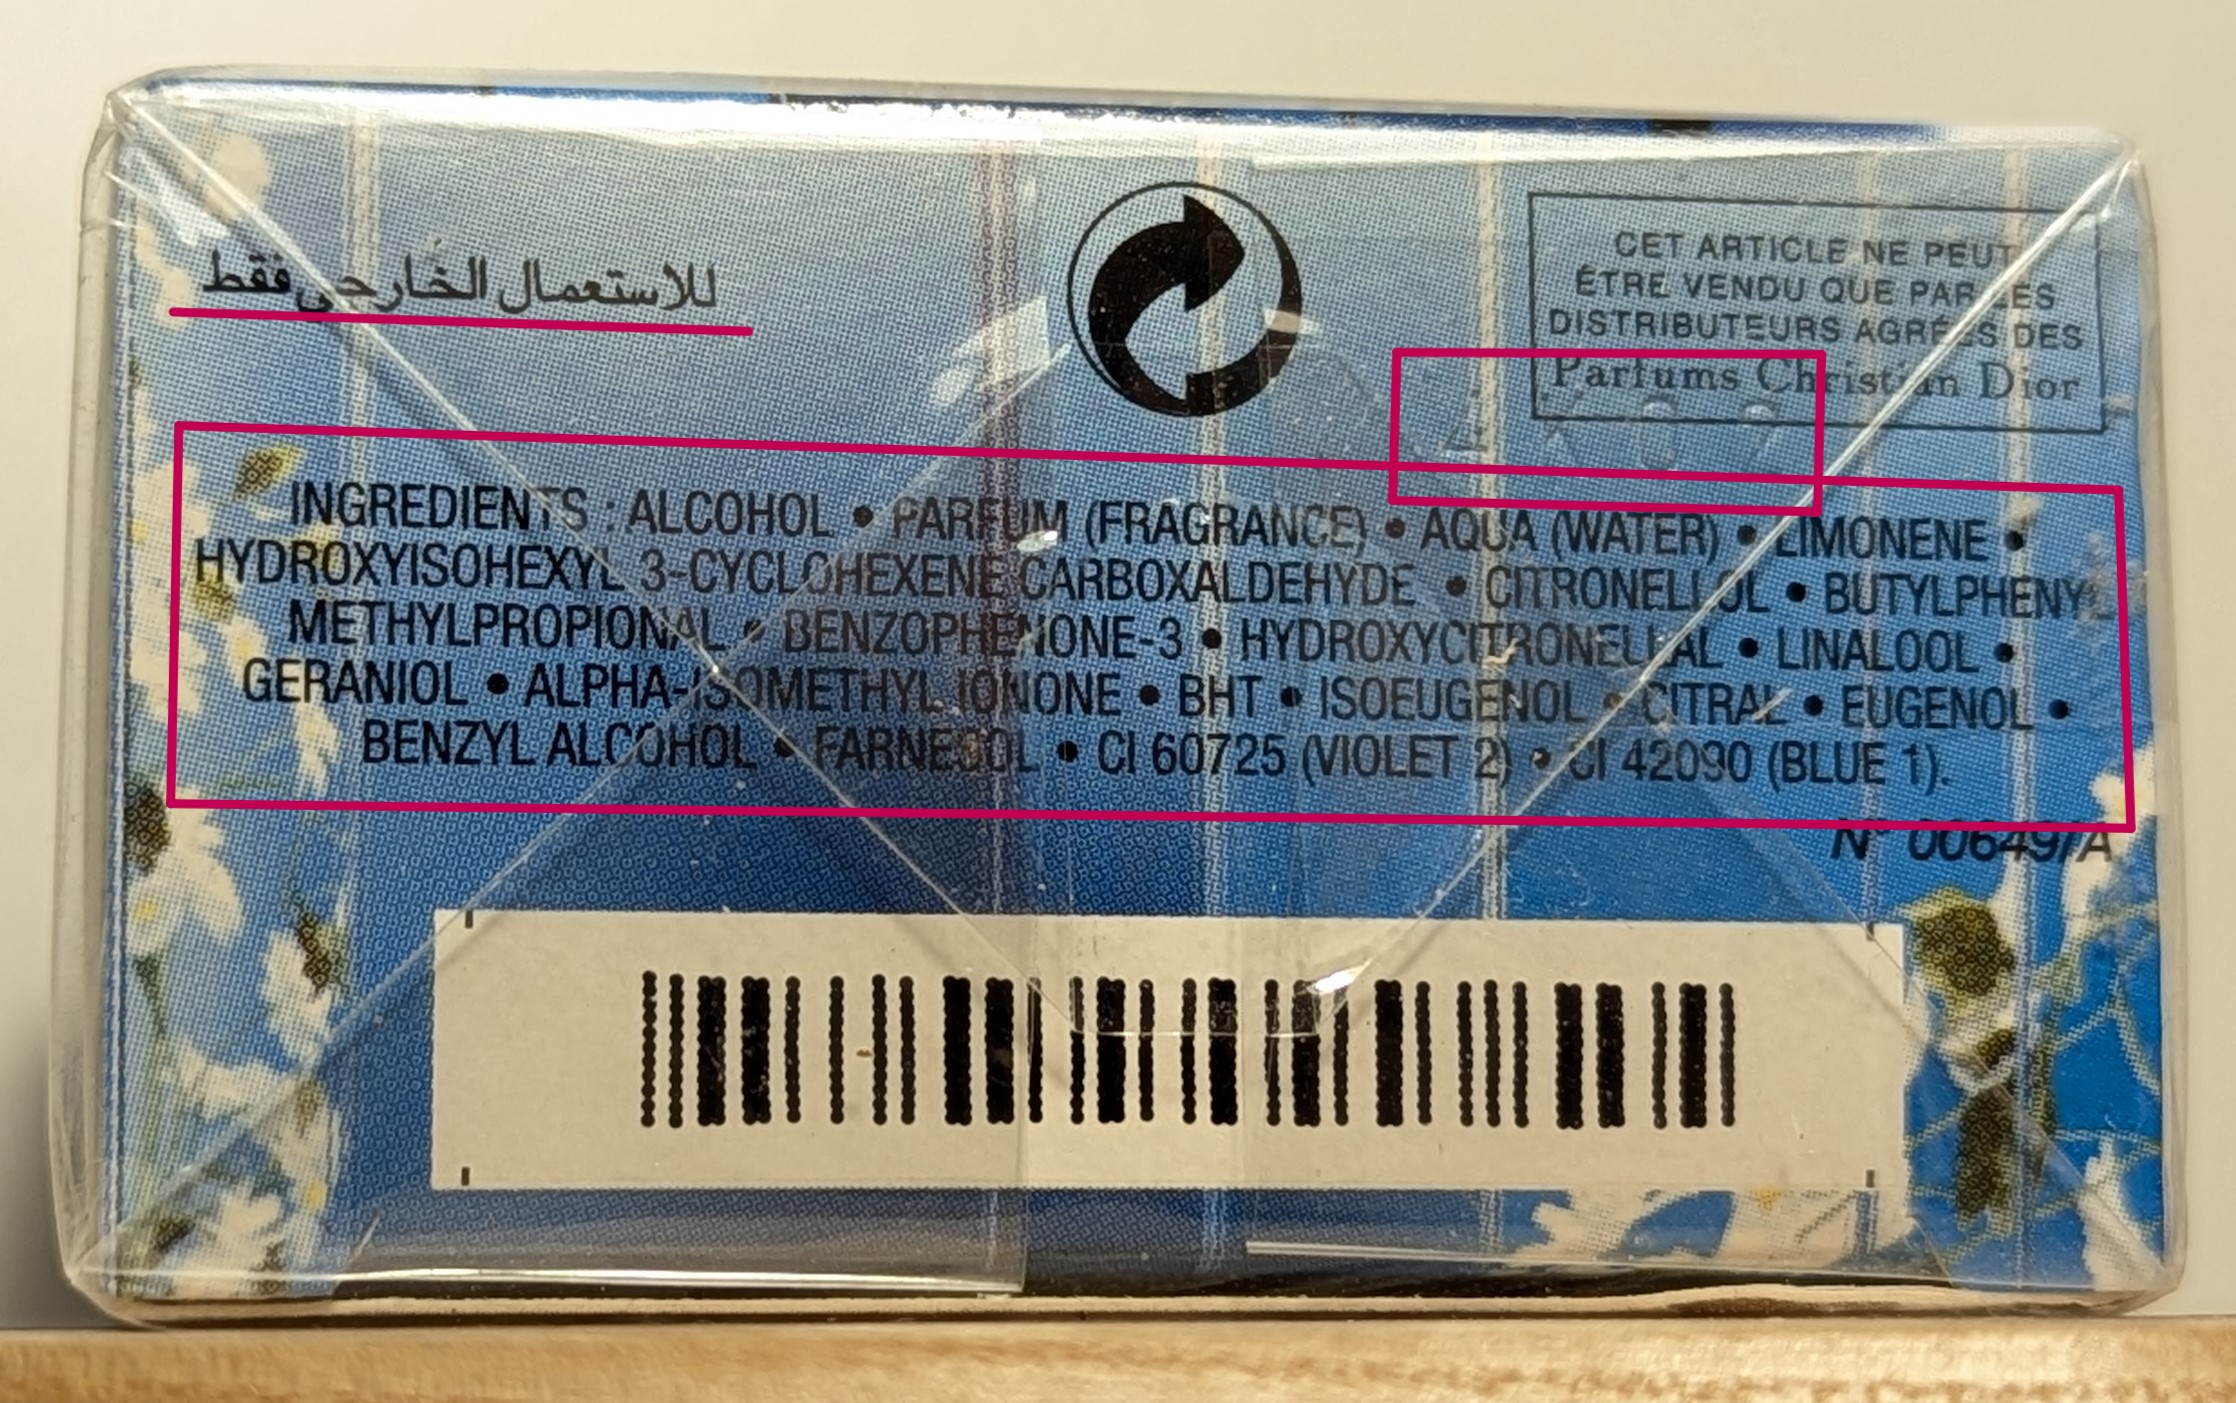 للاستعمال الخارجي فقط
CET ARTICLE NE PEUT
ÊTRE VENDU QUE PAR LES
DISTRIBUTEURS AGRÉÉS DES
Parfums Christian Dior
INGREDIENTS : ALCOHOL • PARFUM (FRAGRANCE) • AQUA (WATER) • LIMONENE •
HYDROXYISOHEXYL 3-CYCLOHEXENE CARBOXALDEHYDE • CITRONELLOL • BUTYLPHENYL
METHYLPROPIONAL • BENZOPHENONE-3 • HYDROXYCITRONELLAL • LINALOOL •
GERANIOL • ALPHA-ISOMETHYL IONONE • BHT • ISOEUGENOL • CITRAL • EUGENOL •
BENZYL ALCOHOL • FARNESOL • CI 60725 (VIOLET 2) • CI 42090 (BLUE 1).
N° 00649/A